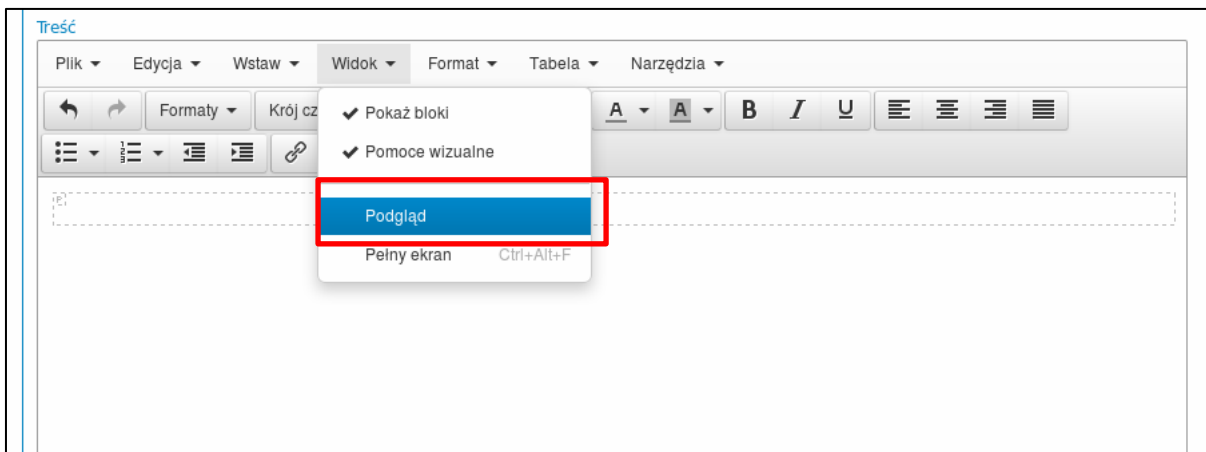 Treść
Plik Edycja Wstaw Widok Format Tabela Narzędzia
Formaty Krój cz A A B I U
Pokaż bloki
Pomoce wizualne
P
Podgląd
Pełny ekran Ctrl+Alt+F